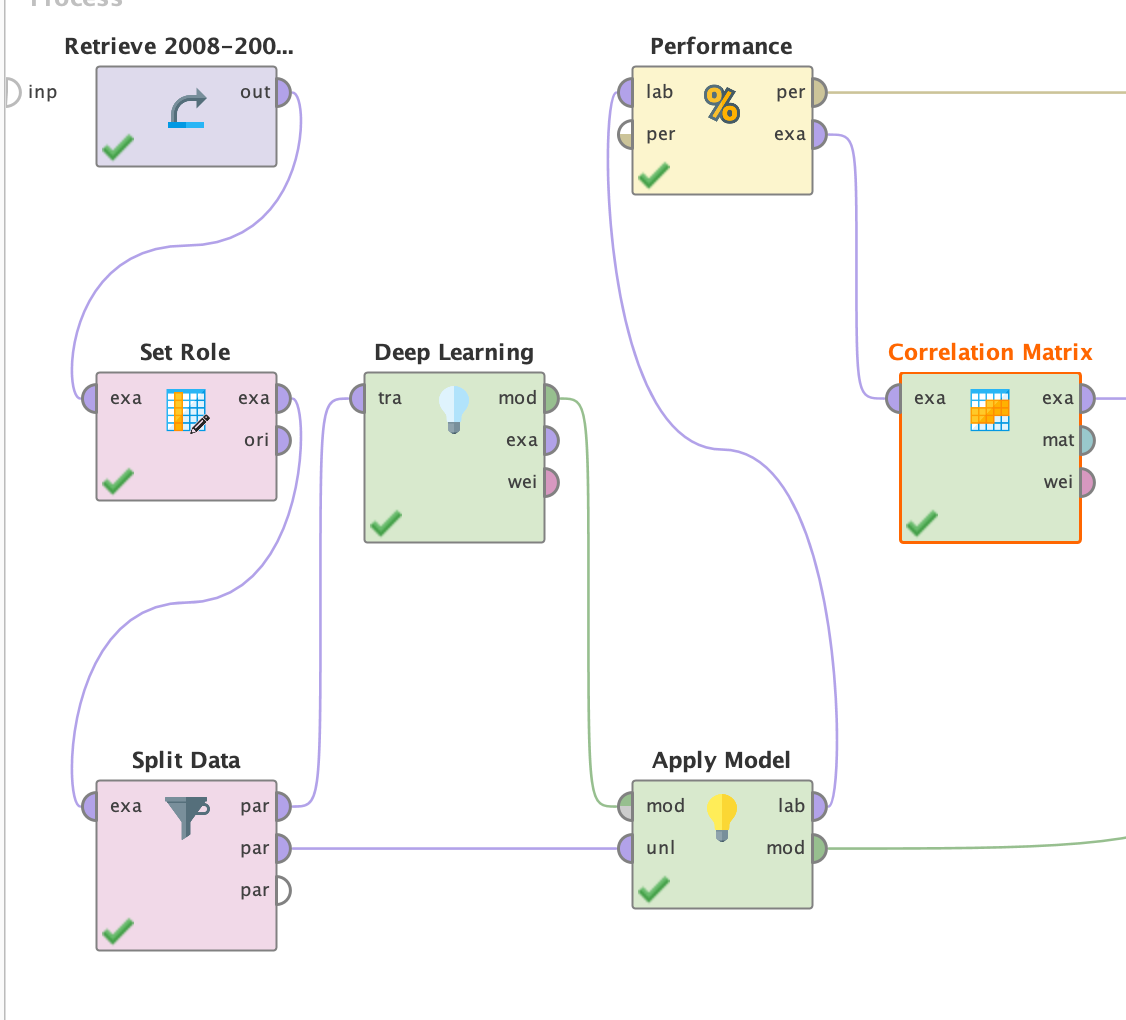 Process
inp
Retrieve 2008-200...
out
Performance
lab per
per exa
Set Role
exa exa
ori
Deep Learning
tra mod
exa
wei
Correlation Matrix
exa exa
mat
wei
Split Data
exa par
par
par
Apply Model
mod lab
unl mod